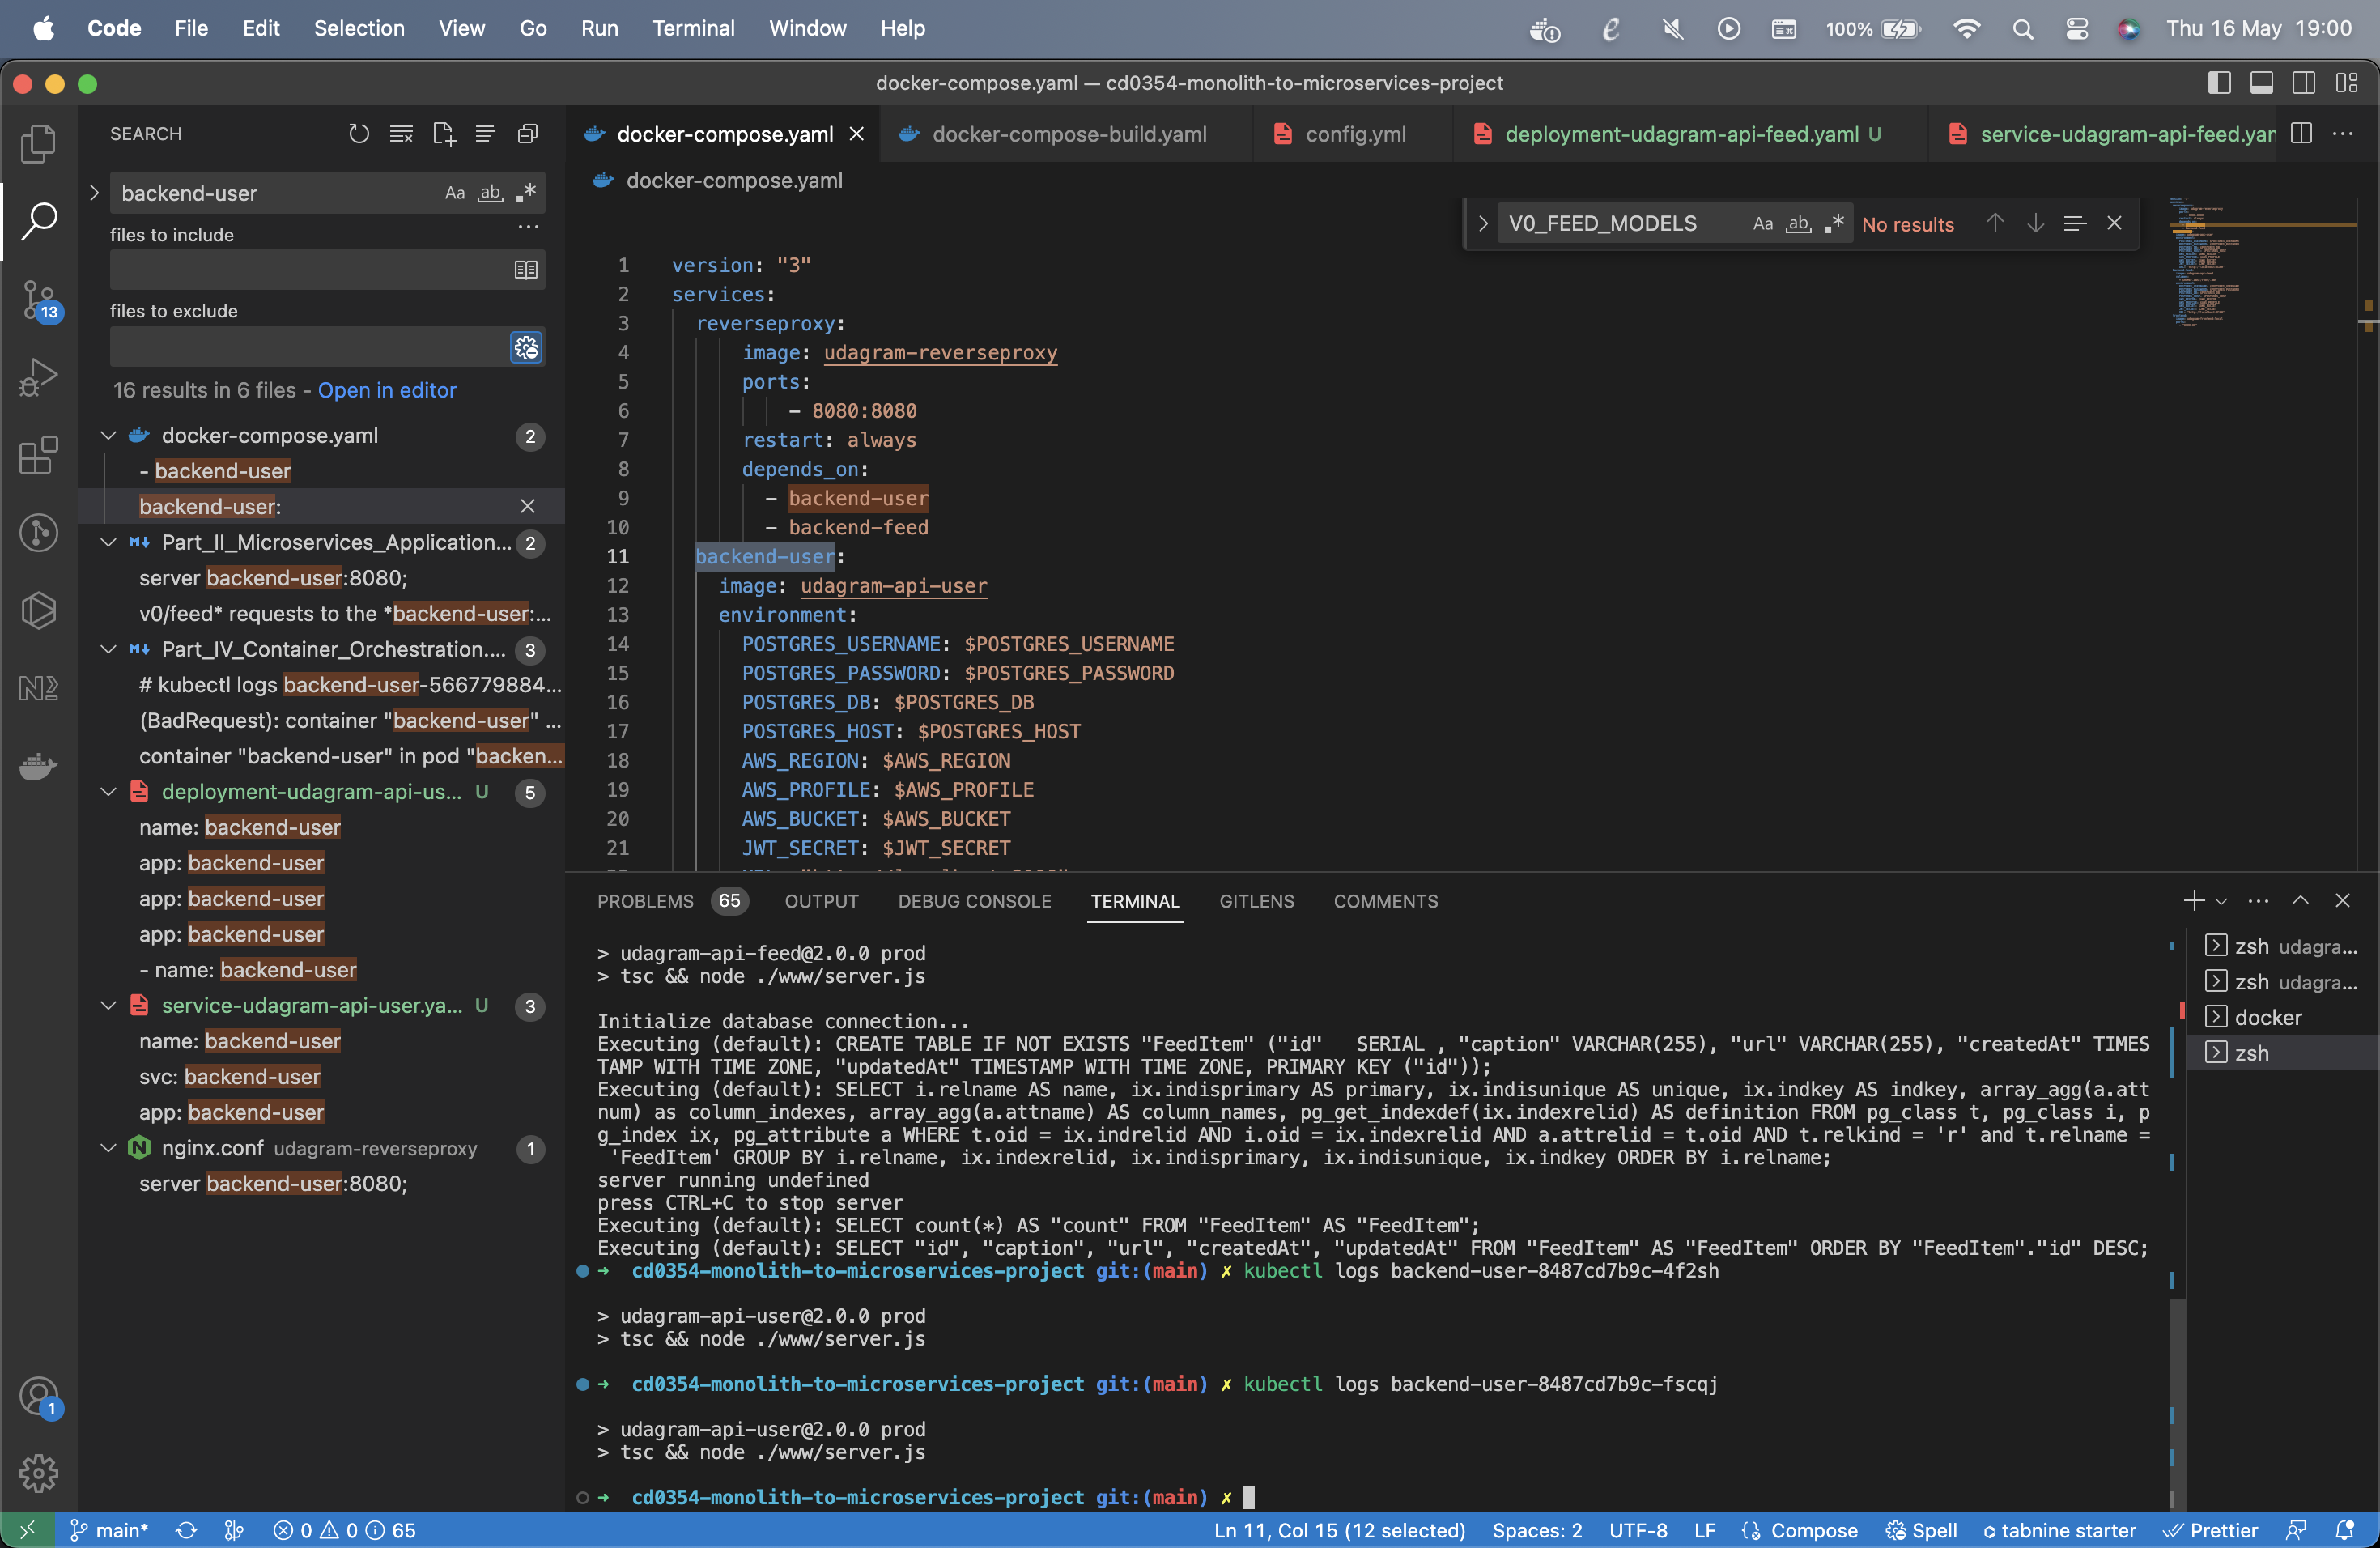 Code File Edit Selection View Go Run Terminal Window Help 100% Thu 16 May 19:00
docker-compose.yaml — cd0354-monolith-to-microservices-project
SEARCH
backend-user Aa ab
files to include
files to exclude
16 results in 6 files - Open in editor
docker-compose.yaml 2
- backend-user
backend-user:
Part_II_Microservices_Application... 2
server backend-user:8080;
v0/feed* requests to the *backend-user:...
Part_IV_Container_Orchestration.... 3
# kubectl logs backend-user-566779884...
(BadRequest): container "backend-user" ...
container "backend-user" in pod "backen...
deployment-udagram-api-us... U 5
name: backend-user
app: backend-user
app: backend-user
app: backend-user
- name: backend-user
service-udagram-api-user.ya... U 3
name: backend-user
svc: backend-user
app: backend-user
nginx.conf udagram-reverseproxy 1
server backend-user:8080;
13
1
docker-compose.yaml docker-compose-build.yaml config.yml deployment-udagram-api-feed.yaml U service-udagram-api-feed.yam
docker-compose.yaml
V0_FEED_MODELS Aa ab No results
1 version: "3"
2 services:
3 reverseproxy:
4 image: udagram-reverseproxy
5 ports:
6 - 8080:8080
7 restart: always
8 depends_on:
9 - backend-user
10 - backend-feed
11 backend-user:
12 image: udagram-api-user
13 environment:
14 POSTGRES_USERNAME: $POSTGRES_USERNAME
15 POSTGRES_PASSWORD: $POSTGRES_PASSWORD
16 POSTGRES_DB: $POSTGRES_DB
17 POSTGRES_HOST: $POSTGRES_HOST
18 AWS_REGION: $AWS_REGION
19 AWS_PROFILE: $AWS_PROFILE
20 AWS_BUCKET: $AWS_BUCKET
21 JWT_SECRET: $JWT_SECRET
PROBLEMS 65 OUTPUT DEBUG CONSOLE TERMINAL GITLENS COMMENTS
> udagram-api-feed@2.0.0 prod
> tsc && node ./www/server.js
Initialize database connection...
Executing (default): CREATE TABLE IF NOT EXISTS "FeedItem" ("id"   SERIAL , "caption" VARCHAR(255), "url" VARCHAR(255), "createdAt" TIMES
TAMP WITH TIME ZONE, "updatedAt" TIMESTAMP WITH TIME ZONE, PRIMARY KEY ("id"));
Executing (default): SELECT i.relname AS name, ix.indisprimary AS primary, ix.indisunique AS unique, ix.indkey AS indkey, array_agg(a.att
num) as column_indexes, array_agg(a.attname) AS column_names, pg_get_indexdef(ix.indexrelid) AS definition FROM pg_class t, pg_class i, p
g_index ix, pg_attribute a WHERE t.oid = ix.indrelid AND i.oid = ix.indexrelid AND a.attrelid = t.oid AND t.relkind = 'r' and t.relname =
'FeedItem' GROUP BY i.relname, ix.indexrelid, ix.indisprimary, ix.indisunique, ix.indkey ORDER BY i.relname;
server running undefined
press CTRL+C to stop server
Executing (default): SELECT count(*) AS "count" FROM "FeedItem" AS "FeedItem";
Executing (default): SELECT "id", "caption", "url", "createdAt", "updatedAt" FROM "FeedItem" AS "FeedItem" ORDER BY "FeedItem"."id" DESC;
➜ cd0354-monolith-to-microservices-project git:(main) ✗ kubectl logs backend-user-8487cd7b9c-4f2sh
> udagram-api-user@2.0.0 prod
> tsc && node ./www/server.js
➜ cd0354-monolith-to-microservices-project git:(main) ✗ kubectl logs backend-user-8487cd7b9c-fscqj
> udagram-api-user@2.0.0 prod
> tsc && node ./www/server.js
➜ cd0354-monolith-to-microservices-project git:(main) ✗
zsh udagra...
zsh udagra...
docker
zsh
main* 0 0 65 Ln 11, Col 15 (12 selected) Spaces: 2 UTF-8 LF Compose Spell tabnine starter Prettier